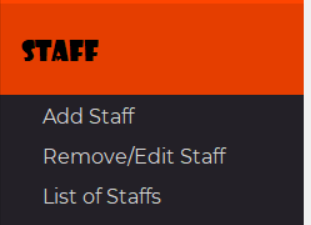 STAFF
Add Staff
Remove/Edit Staff
List of Staffs